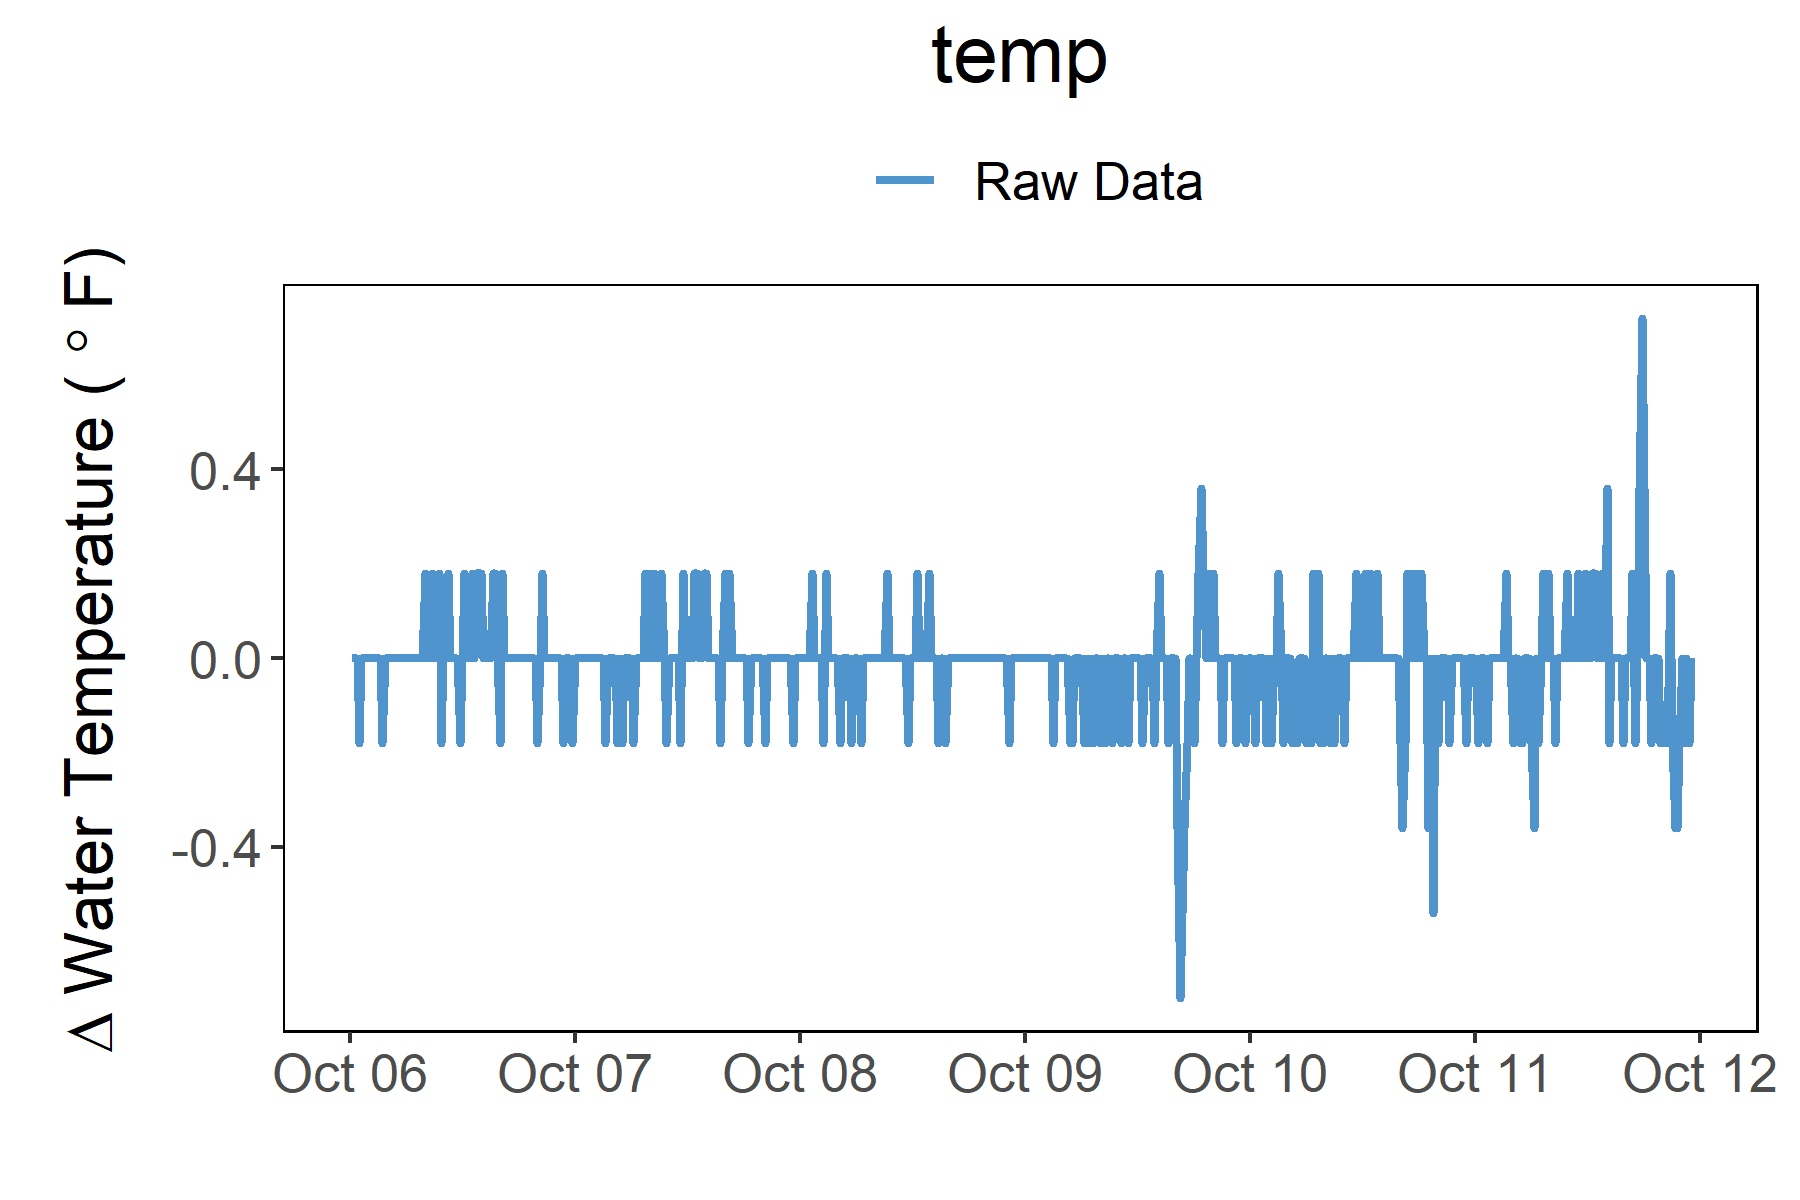 temp
Raw Data
Δ Water Temperature ( ° F)
0.4
0.0
-0.4
Oct 06 Oct 07 Oct 08 Oct 09 Oct 10 Oct 11 Oct 12